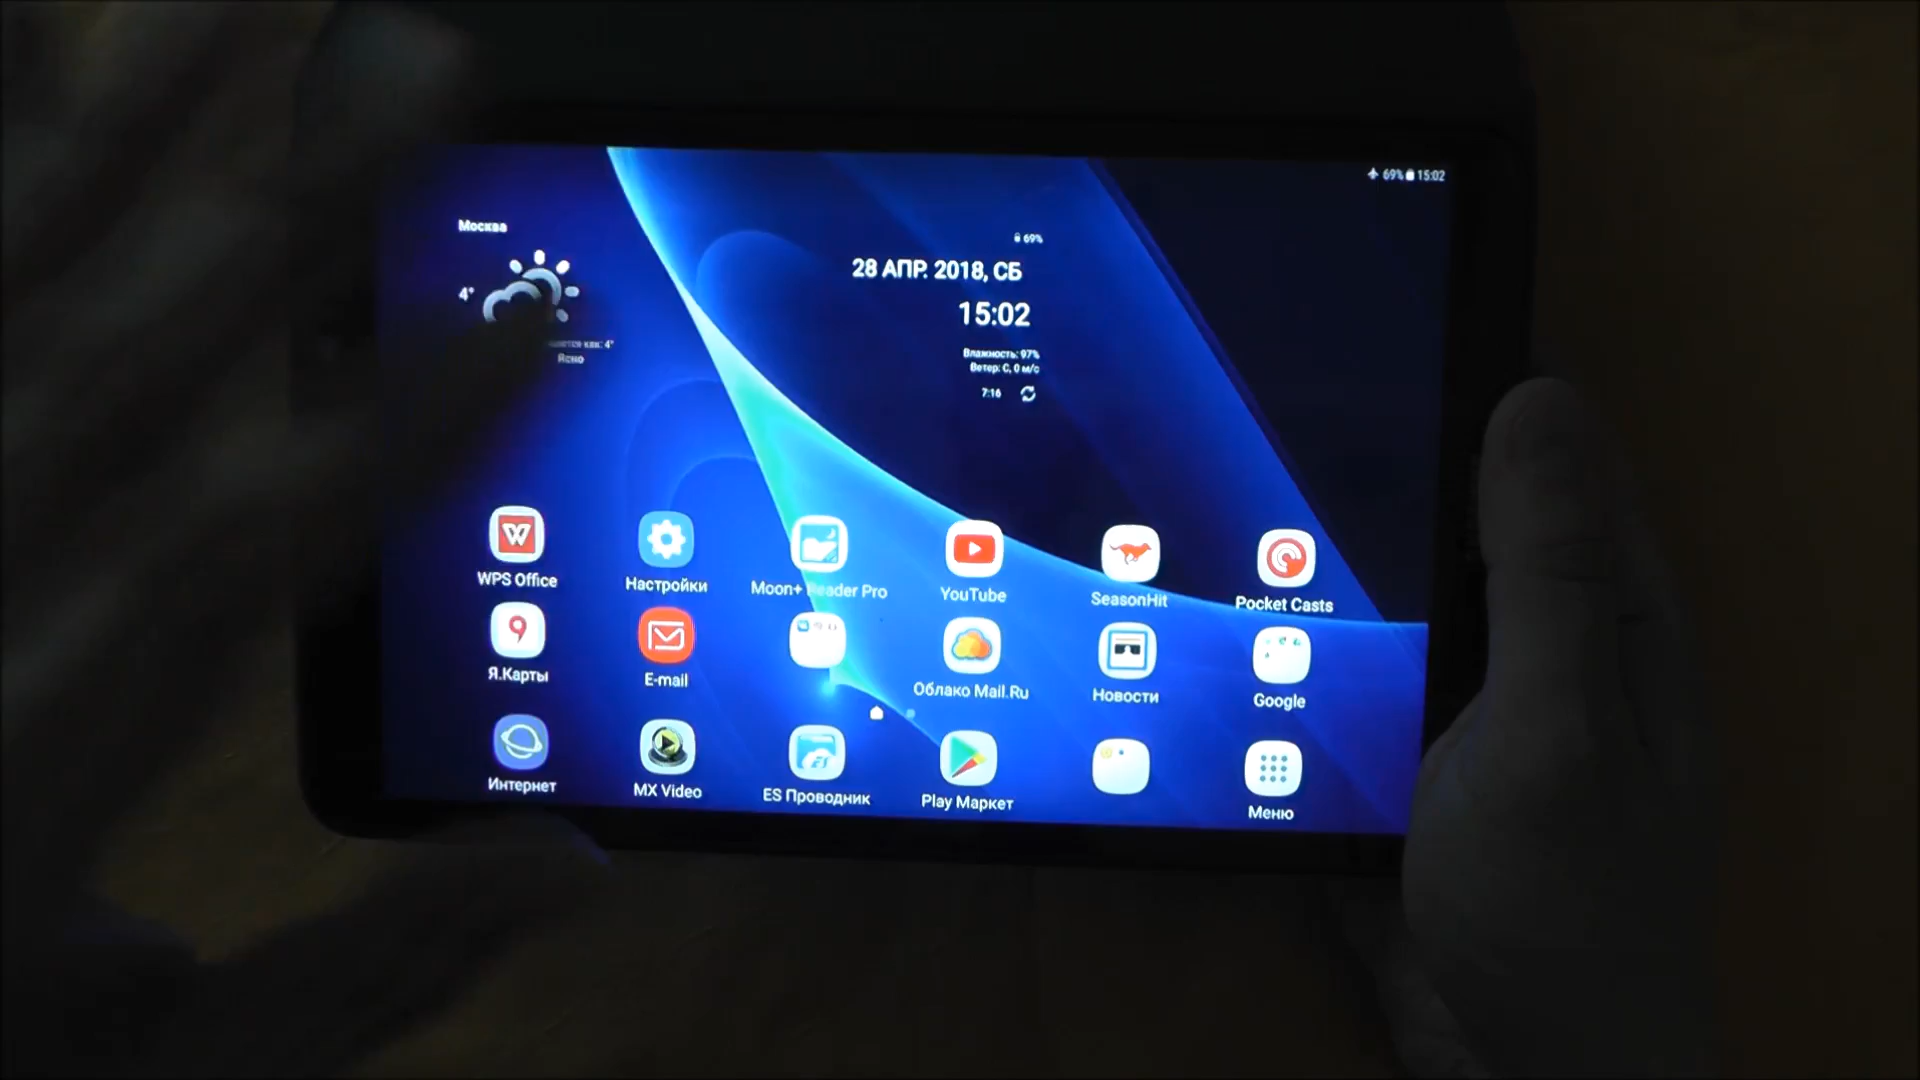 69% 15:02
Москва
69%
28 АПР. 2018, СБ
4°
15:02
как: 4°
Ясно
Влажность: 97%
Ветер: С, 0 м/с
7:16
WPS Office
Настройки
Moon+ Reader Pro
YouTube
SeasonHit
Pocket Casts
Я.Карты
E-mail
Облако Mail.Ru
Новости
Google
Интернет
MX Video
ES Проводник
Play Маркет
Меню